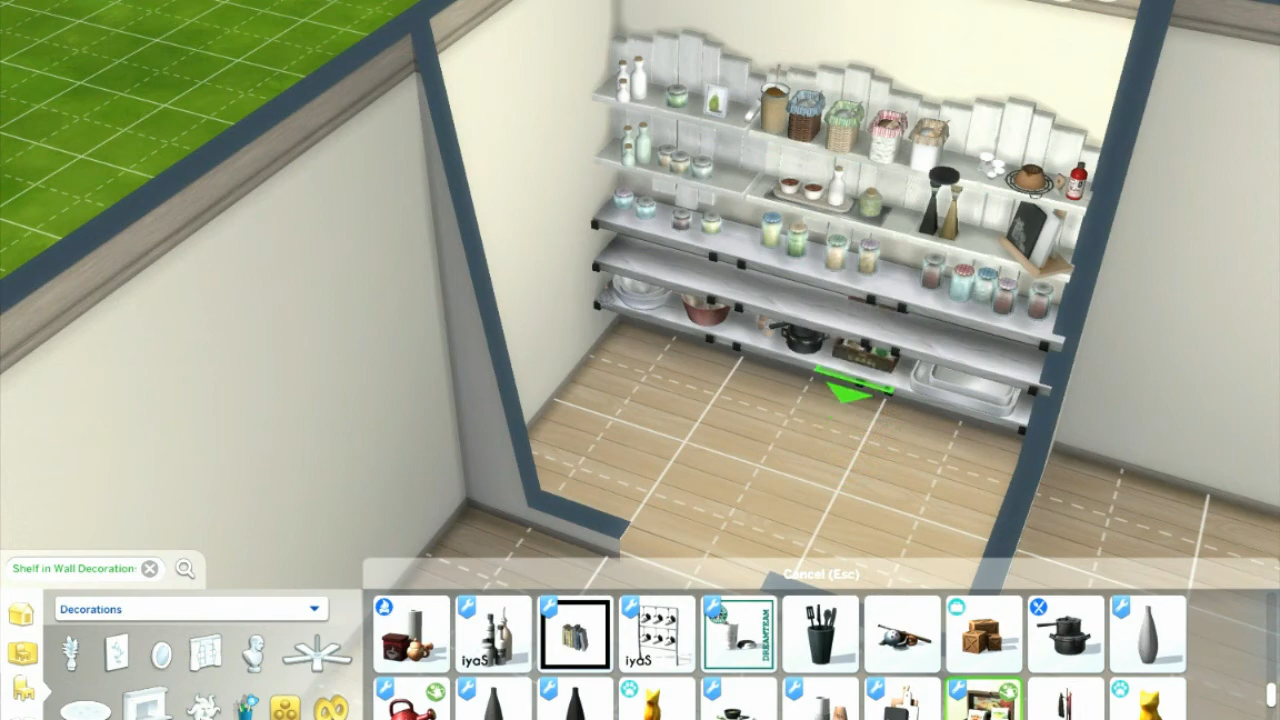 Cancel (Esc)
Shelf in Wall Decoration
Decorations
iyaS
iyaS
DREAMTEAM